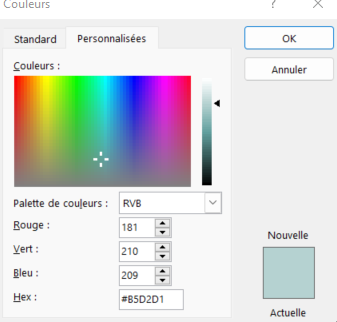 Couleurs ? ×
Standard Personnalisées OK
Couleurs : Annuler
Palette de couleurs : RVB
Rouge : 181
Vert : 210
Bleu : 209
Hex : #B5D2D1
Nouvelle
Actuelle